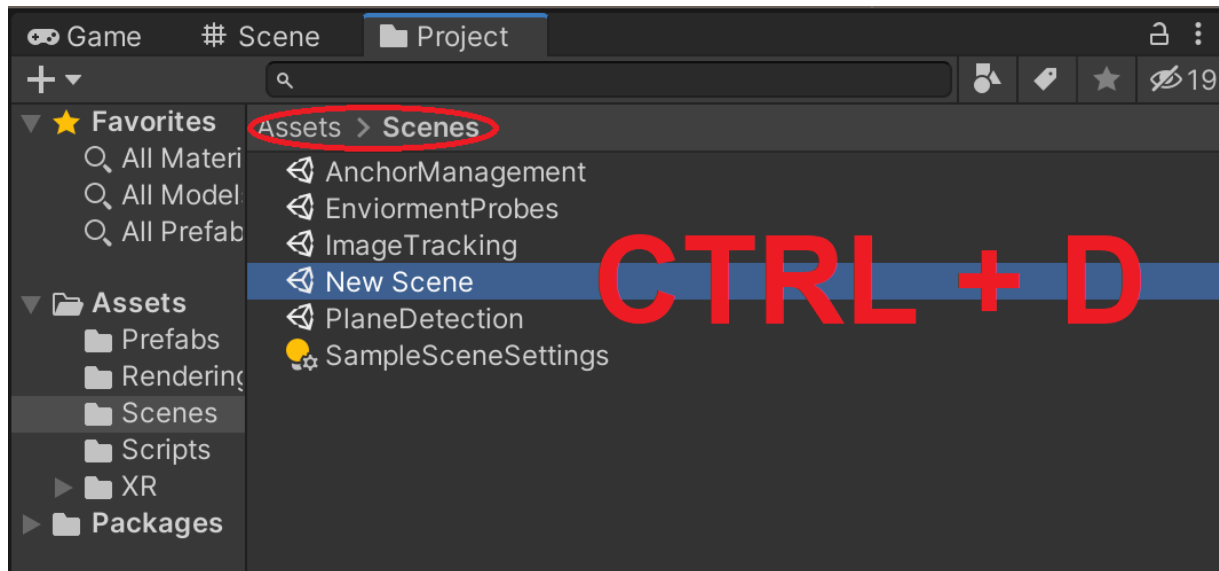 Game # Scene Project
19
Favorites
All Materi
All Model
All Prefab
Assets
Prefabs
Rendering
Scenes
Scripts
XR
Packages
Assets > Scenes
AnchorManagement
EnviormentProbes
ImageTracking
New Scene
PlaneDetection
SampleSceneSettings
CTRL + D